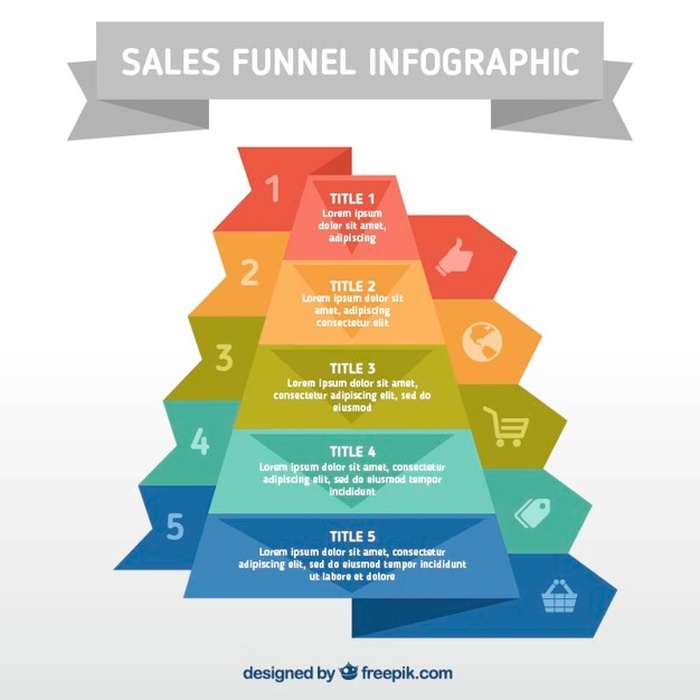 SALES FUNNEL INFOGRAPHIC
1
TITLE 1
Lorem ipsum
dolor sit amet,
adipiscing
2
TITLE 2
Lorem ipsum dolor sit
amet, adipiscing
consectetur elit
3
TITLE 3
Lorem ipsum dolor sit amet,
consectetur adipiscing elit, sed do
eiusmod
4
TITLE 4
Lorem ipsum dolor sit amet, consectetur
adipiscing elit, sed do eiusmod tempor
incididunt
5
TITLE 5
Lorem ipsum dolor sit amet, consectetur
adipiscing elit, sed do eiusmod tempor incididunt
ut labore et dolore
designed by freepik.com